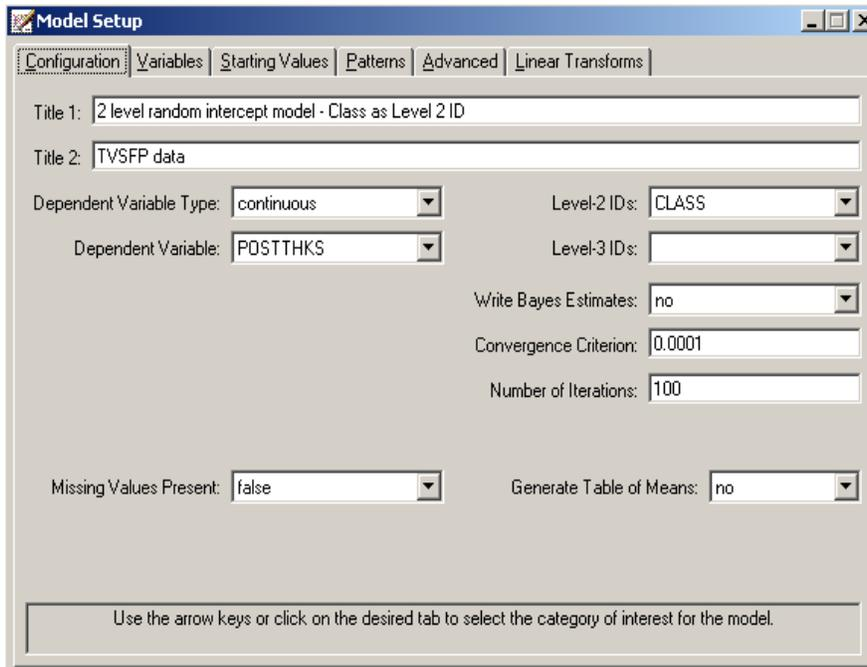 Model Setup
Configuration Variables Starting Values Patterns Advanced Linear Transforms
Title 1: 2 level random intercept model - Class as Level 2 ID
Title 2: TVSFP data
Dependent Variable Type: continuous Level-2 IDs: CLASS
Dependent Variable: POSTTHKS Level-3 IDs:
Write Bayes Estimates: no
Convergence Criterion: 0.0001
Number of Iterations: 100
Missing Values Present: false Generate Table of Means: no
Use the arrow keys or click on the desired tab to select the category of interest for the model.